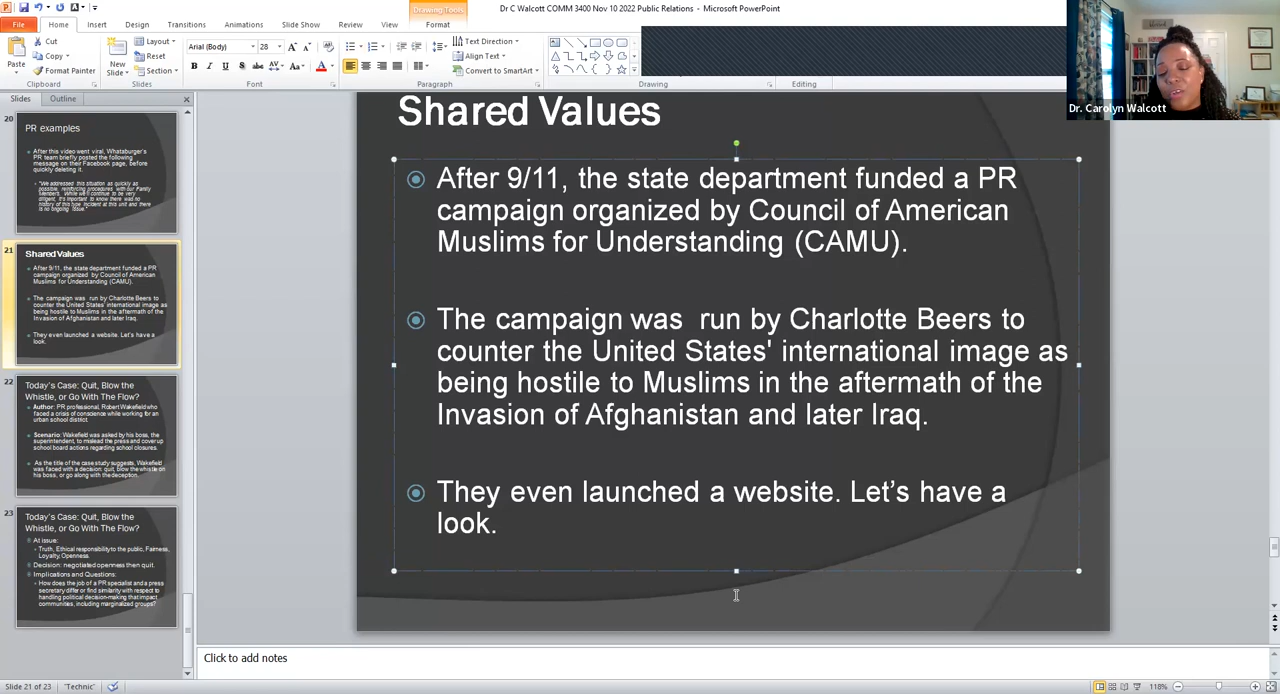 Dr C Walcott COMM 3400 Nov 10 2022 Public Relations - Microsoft PowerPoint
Drawing Tools
File Home Insert Design Transitions Animations Slide Show Review View Format
Paste
Cut
Copy
Format Painter
Clipboard
New Slide
Layout
Reset
Section
Slides
Arial (Body) 28
B I U S abc AV Aa A
Font
Text Direction
Align Text
Convert to SmartArt
Paragraph
Drawing
Editing
Dr. Carolyn Walcott
Slides Outline
20
PR examples
After this video went viral, Whataburger's
PR team briefly posted the following
message on their Facebook page, before
quickly deleting it.
"We addressed this situation as quickly as
possible, reinforcing procedures with our Family
Members. While we'll continue to be very
diligent, it's important to know there was no
history of this type incident at this unit and there
is no ongoing issue."
21
Shared Values
After 9/11, the state department funded a PR
campaign organized by Council of American
Muslims for Understanding (CAMU).
The campaign was run by Charlotte Beers to
counter the United States' international image as
being hostile to Muslims in the aftermath of the
Invasion of Afghanistan and later Iraq.
They even launched a website. Let's have a
look.
22
Today's Case: Quit, Blow the
Whistle, or Go With The Flow?
Author: PR professional, Robert Wakefield who
faced a crisis of conscience while working for an
urban school district.
Scenario: Wakefield was asked by his boss, the
superintendent, to mislead the press and cover up
school board actions regarding school closures.
As the title of the case study suggests, Wakefield
was faced with a decision: quit, blow the whistle on
his boss, or go along with the deception.
23
Today's Case: Quit, Blow the
Whistle, or Go With The Flow?
At issue:
Truth, Ethical responsibility to the public, Fairness,
Loyalty, Openness.
Decision: negotiated openness then quit.
Implications and Questions:
How does the job of a PR specialist and a press
secretary differ or find similarity with respect to
handling political decision-making that impact
communities, including marginalized groups?
Shared Values
After 9/11, the state department funded a PR
campaign organized by Council of American
Muslims for Understanding (CAMU).
The campaign was run by Charlotte Beers to
counter the United States' international image as
being hostile to Muslims in the aftermath of the
Invasion of Afghanistan and later Iraq.
They even launched a website. Let's have a
look.
Click to add notes
Slide 21 of 23 'Technic' 118%